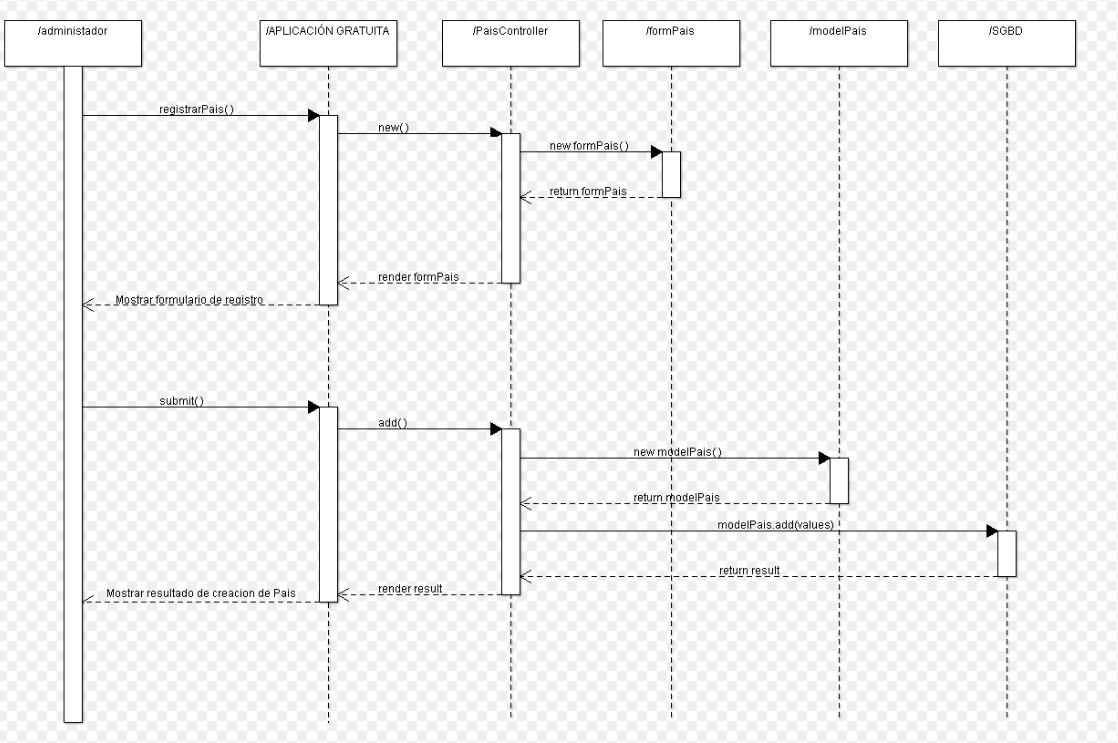 /administador
/APLICACIÓN GRATUITA
/PaisController
/formPais
/modelPais
/SGBD
registrarPais()
new()
new formPais()
return formPais
render formPais
Mostrar formulario de registro
submit()
add()
new modelPais()
return modelPais
modelPais.add(values)
return result
render result
Mostrar resultado de creacion de Pais